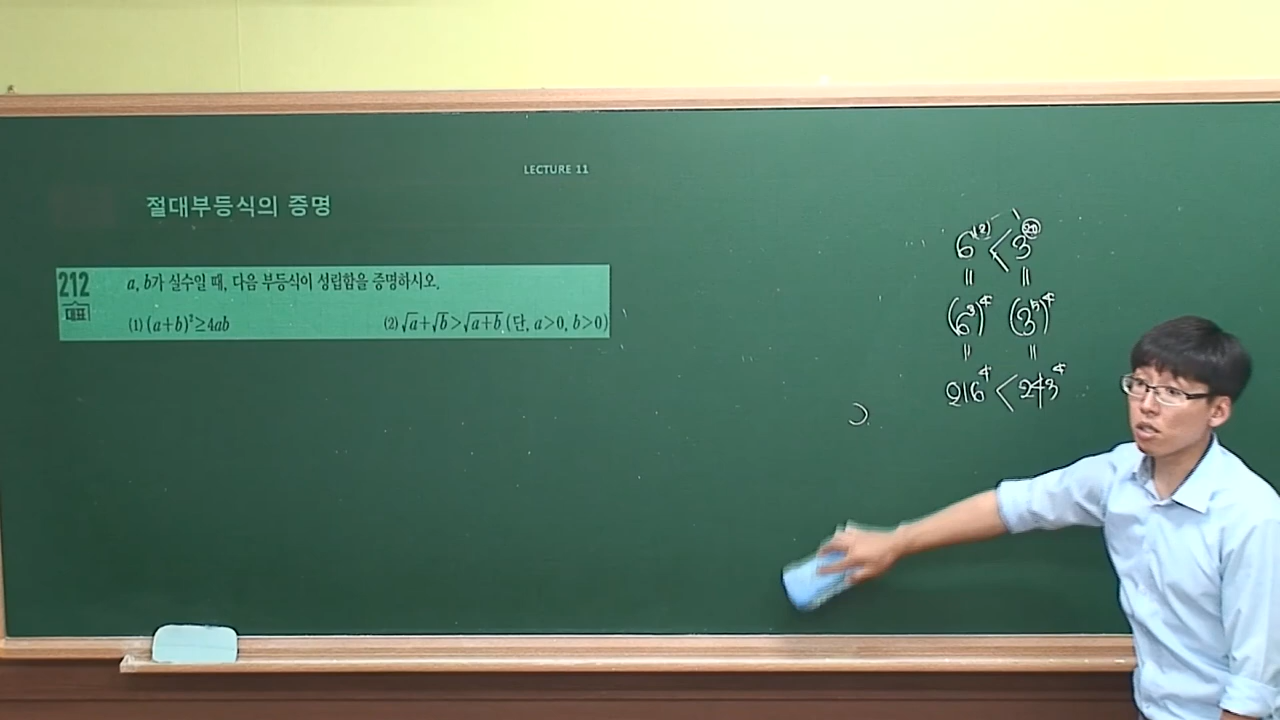 LECTURE 11
절대부등식의 증명
212 a, b가 실수일 때, 다음 부등식이 성립함을 증명하시오.
대표
(1) (a+b)²≥4ab (2) √a+√b>√(a+b) (단, a>0, b>0)
6¹² < 3²⁰
= =
(6³)⁴ (3⁵)⁴
= =
216⁴ < 243⁴